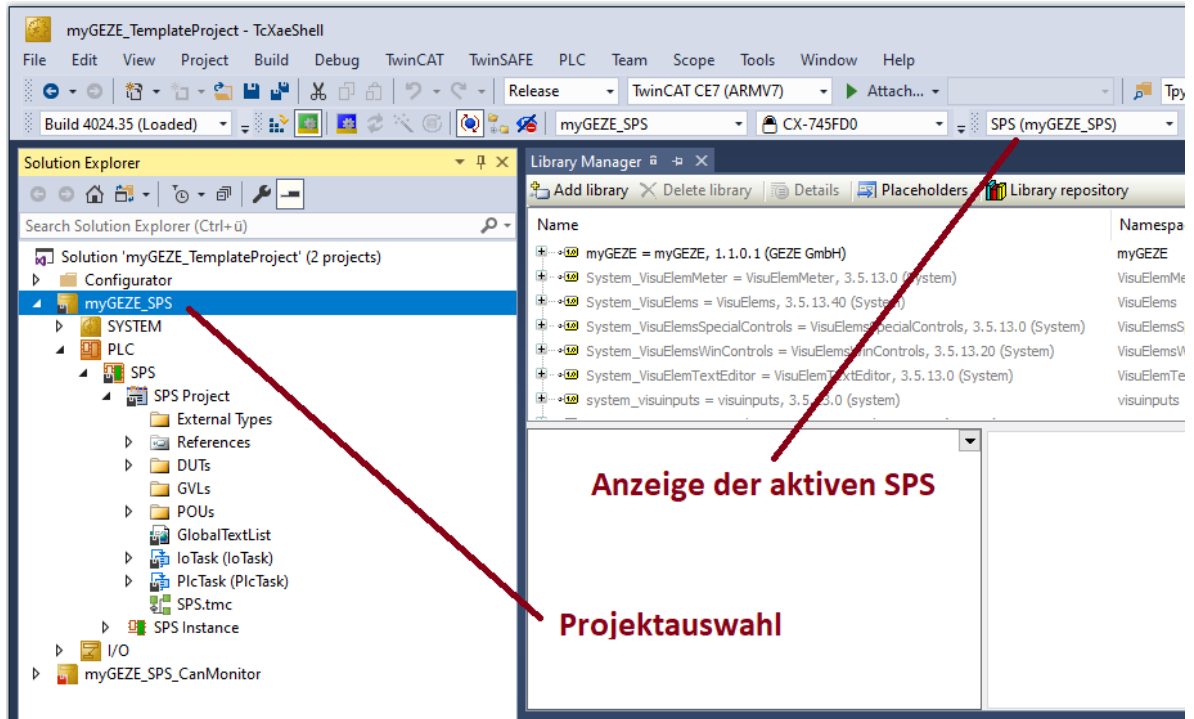 myGEZE_TemplateProject - TcXaeShell
File Edit View Project Build Debug TwinCAT TwinSAFE PLC Team Scope Tools Window Help
Release TwinCAT CE7 (ARMV7) Attach...
Build 4024.35 (Loaded) myGEZE_SPS CX-745FD0 SPS (myGEZE_SPS)
Solution Explorer
Search Solution Explorer (Ctrl+ü)
Solution 'myGEZE_TemplateProject' (2 projects)
Configurator
myGEZE_SPS
SYSTEM
PLC
SPS
SPS Project
External Types
References
DUTs
GVLs
POUs
GlobalTextList
IoTask (IoTask)
PlcTask (PlcTask)
SPS.tmc
SPS Instance
I/O
myGEZE_SPS_CanMonitor
Library Manager
Add library Delete library Details Placeholders Library repository
Name Namespa
myGEZE = myGEZE, 1.1.0.1 (GEZE GmbH) myGEZE
System_VisuElemMeter = VisuElemMeter, 3.5.13.0 (System) VisuElemMe
System_VisuElems = VisuElems, 3.5.13.40 (System) VisuElems
System_VisuElemsSpecialControls = VisuElemsSpecialControls, 3.5.13.0 (System) VisuElemsS
System_VisuElemsWinControls = VisuElemsWinControls, 3.5.13.20 (System) VisuElemsW
System_VisuElemTextEditor = VisuElemTextEditor, 3.5.13.0 (System) VisuElemTe
system_visuinputs = visuinputs, 3.5.13.0 (system) visuinputs
Anzeige der aktiven SPS
Projektauswahl